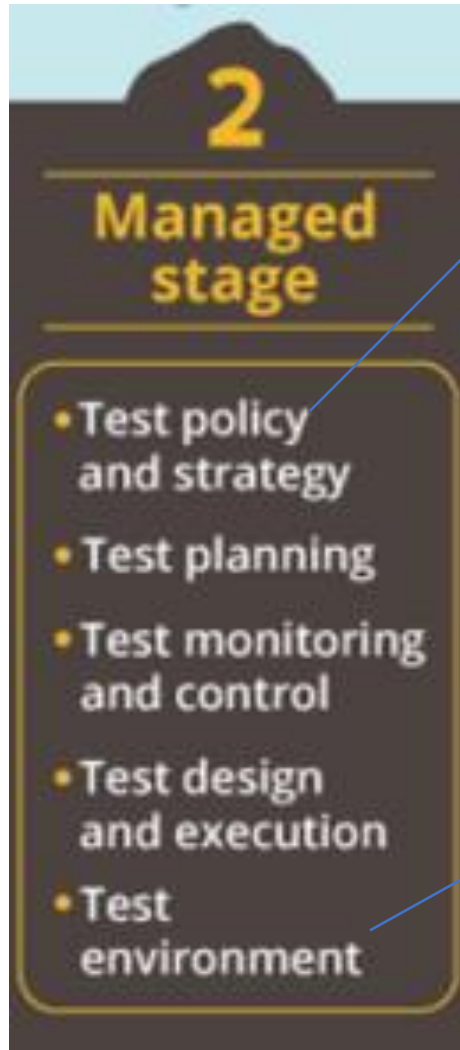 2
Managed
stage
• Test policy
and strategy
• Test planning
• Test monitoring
and control
• Test design
and execution
• Test
environment